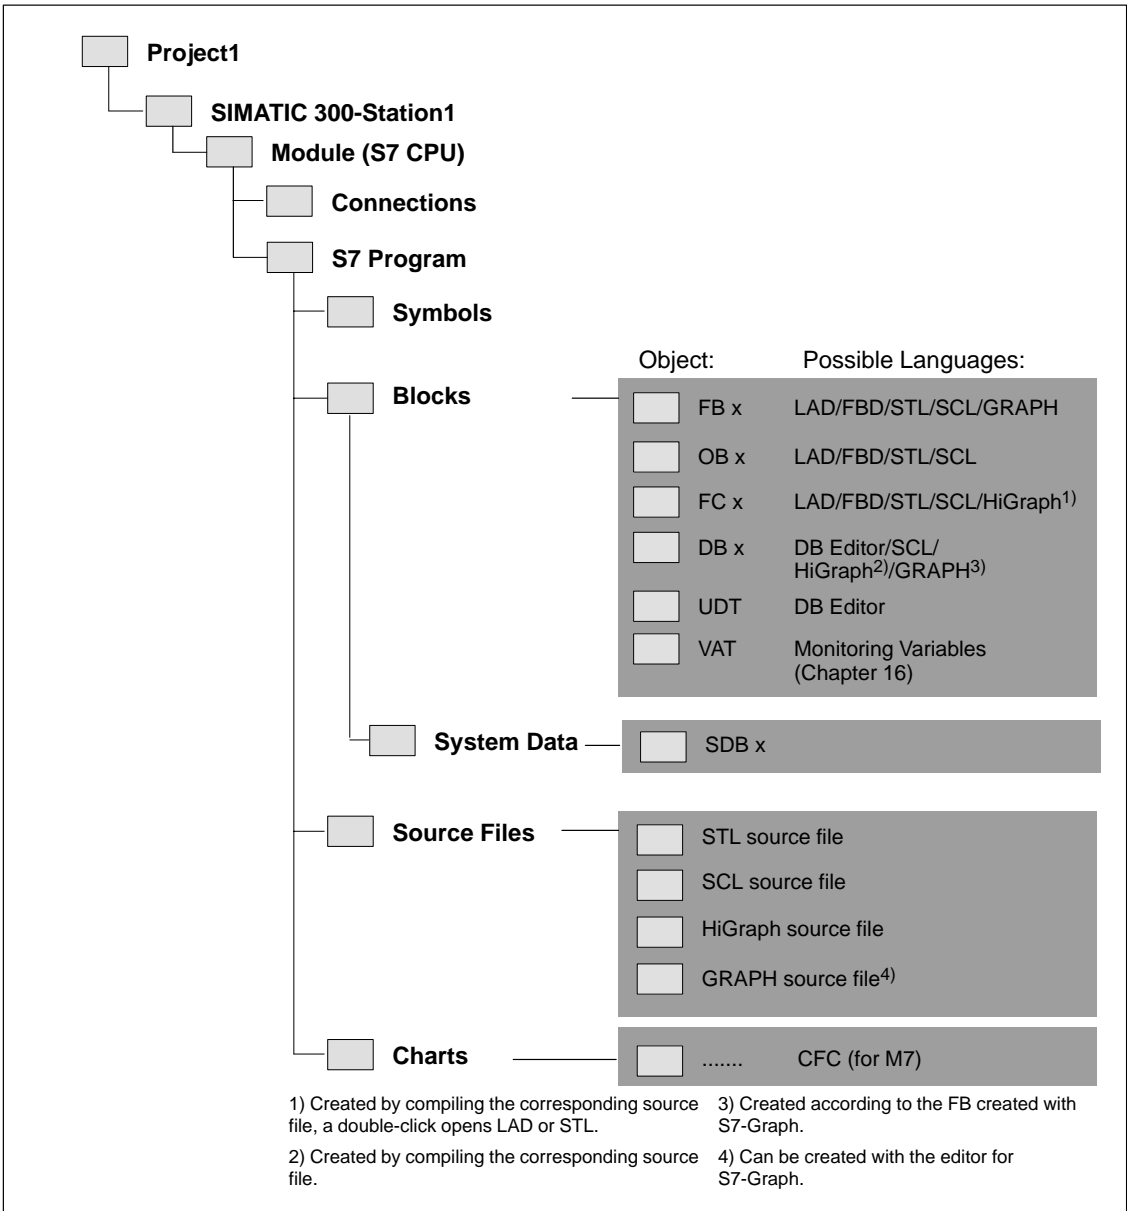 Project1
SIMATIC 300-Station1
Module (S7 CPU)
Connections
S7 Program
Symbols
Object: Possible Languages:
Blocks
FB x LAD/FBD/STL/SCL/GRAPH
OB x LAD/FBD/STL/SCL
FC x LAD/FBD/STL/SCL/HiGraph1)
DB x DB Editor/SCL/
HiGraph2)/GRAPH3)
UDT DB Editor
VAT Monitoring Variables
(Chapter 16)
System Data SDB x
Source Files
STL source file
SCL source file
HiGraph source file
GRAPH source file4)
Charts ....... CFC (for M7)
1) Created by compiling the corresponding source
file, a double-click opens LAD or STL.
2) Created by compiling the corresponding source
file.
3) Created according to the FB created with
S7-Graph.
4) Can be created with the editor for
S7-Graph.